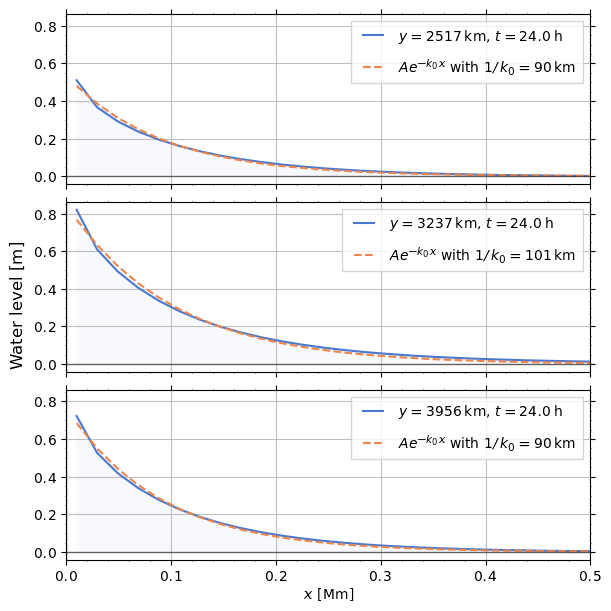 0.8
0.6
0.4
0.2
0.0
y = 2517 km, t = 24.0 h
Ae^{-k_0 x} with 1/k_0 = 90 km
0.8
0.6
0.4
0.2
0.0
y = 3237 km, t = 24.0 h
Ae^{-k_0 x} with 1/k_0 = 101 km
Water level [m]
0.8
0.6
0.4
0.2
0.0
y = 3956 km, t = 24.0 h
Ae^{-k_0 x} with 1/k_0 = 90 km
0.0 0.1 0.2 0.3 0.4 0.5
x [Mm]